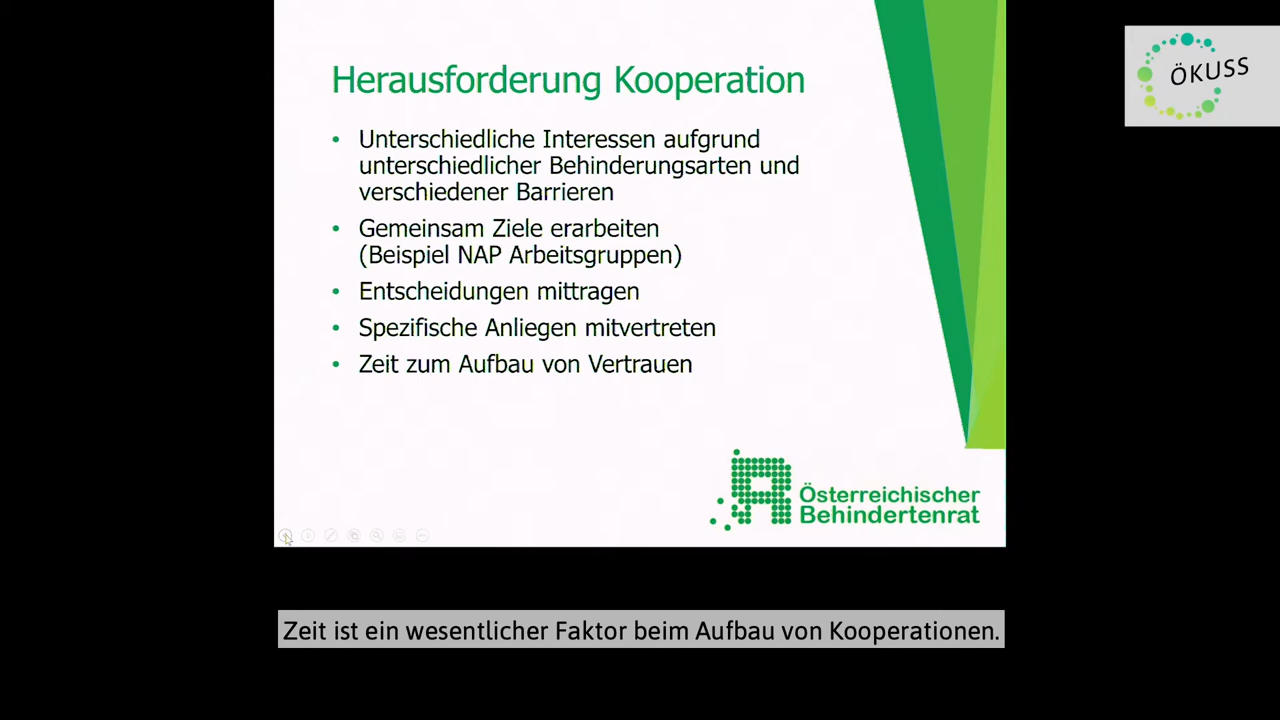 Herausforderung Kooperation
• Unterschiedliche Interessen aufgrund
unterschiedlicher Behinderungsarten und
verschiedener Barrieren
• Gemeinsam Ziele erarbeiten
(Beispiel NAP Arbeitsgruppen)
• Entscheidungen mittragen
• Spezifische Anliegen mitvertreten
• Zeit zum Aufbau von Vertrauen
Österreichischer
Behindertenrat
ÖKUSS
Zeit ist ein wesentlicher Faktor beim Aufbau von Kooperationen.